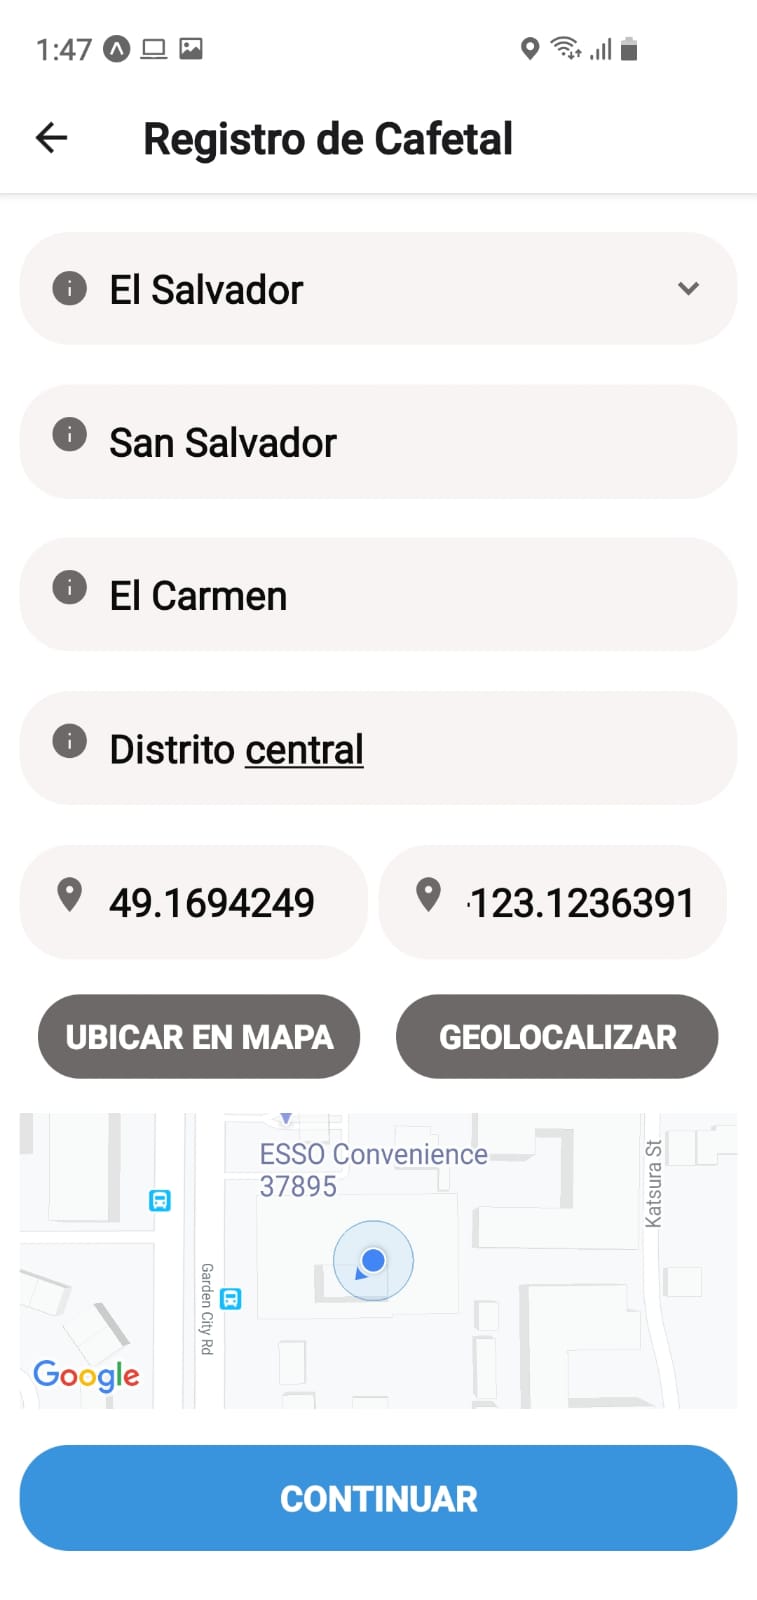 1:47
Registro de Cafetal
El Salvador
San Salvador
El Carmen
Distrito central
49.1694249
-123.1236391
UBICAR EN MAPA
GEOLOCALIZAR
ESSO Convenience
37895
Katsura St
Garden City Rd
Google
CONTINUAR